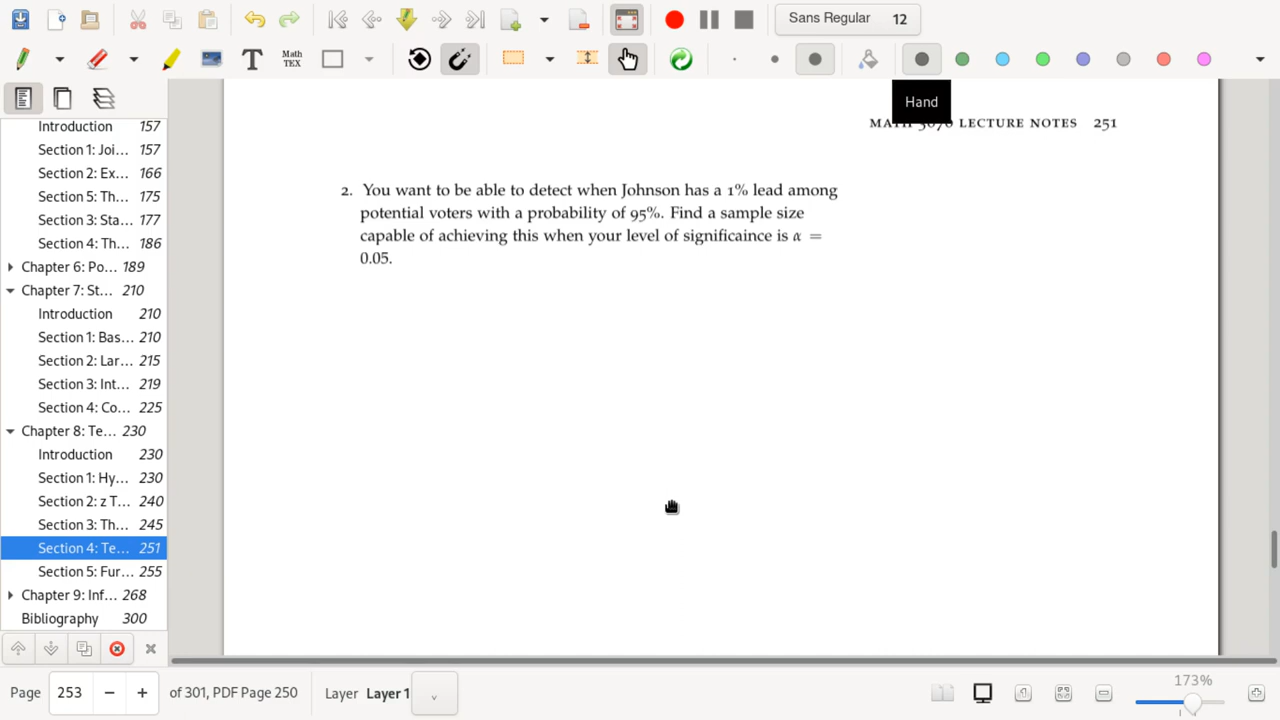 Sans Regular 12
Math
TEX
Hand
Introduction 157
Section 1: Joi... 157
Section 2: Ex... 166
Section 5: Th... 175
Section 3: Sta... 177
Section 4: Th... 186
Chapter 6: Po... 189
Chapter 7: St... 210
Introduction 210
Section 1: Bas... 210
Section 2: Lar... 215
Section 3: Int... 219
Section 4: Co... 225
Chapter 8: Te... 230
Introduction 230
Section 1: Hy... 230
Section 2: z T... 240
Section 3: Th... 245
Section 4: Te... 251
Section 5: Fur... 255
Chapter 9: Inf... 268
Bibliography 300
LECTURE NOTES 251
2. You want to be able to detect when Johnson has a 1% lead among
potential voters with a probability of 95%. Find a sample size
capable of achieving this when your level of significaince is α =
0.05.
Page 253 of 301, PDF Page 250 Layer Layer 1
173%